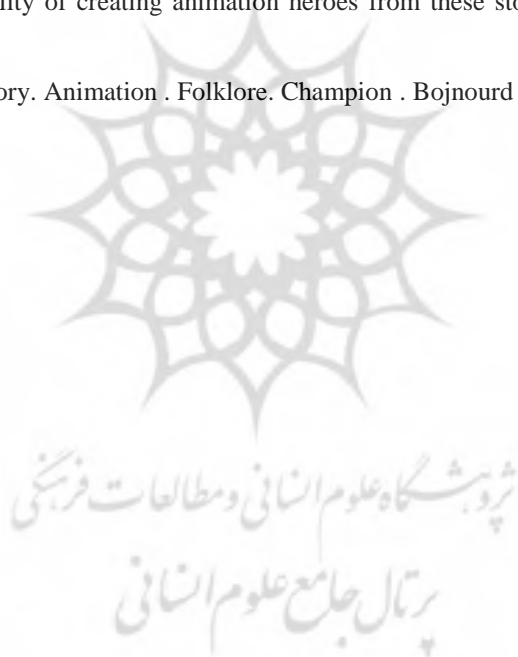 lity of creating animation heroes from these sto
ory. Animation . Folklore. Champion . Bojnourd
پژوهشگاه علوم انسانی و مطالعات فرهنگی
پرتال جامع علوم انسانی